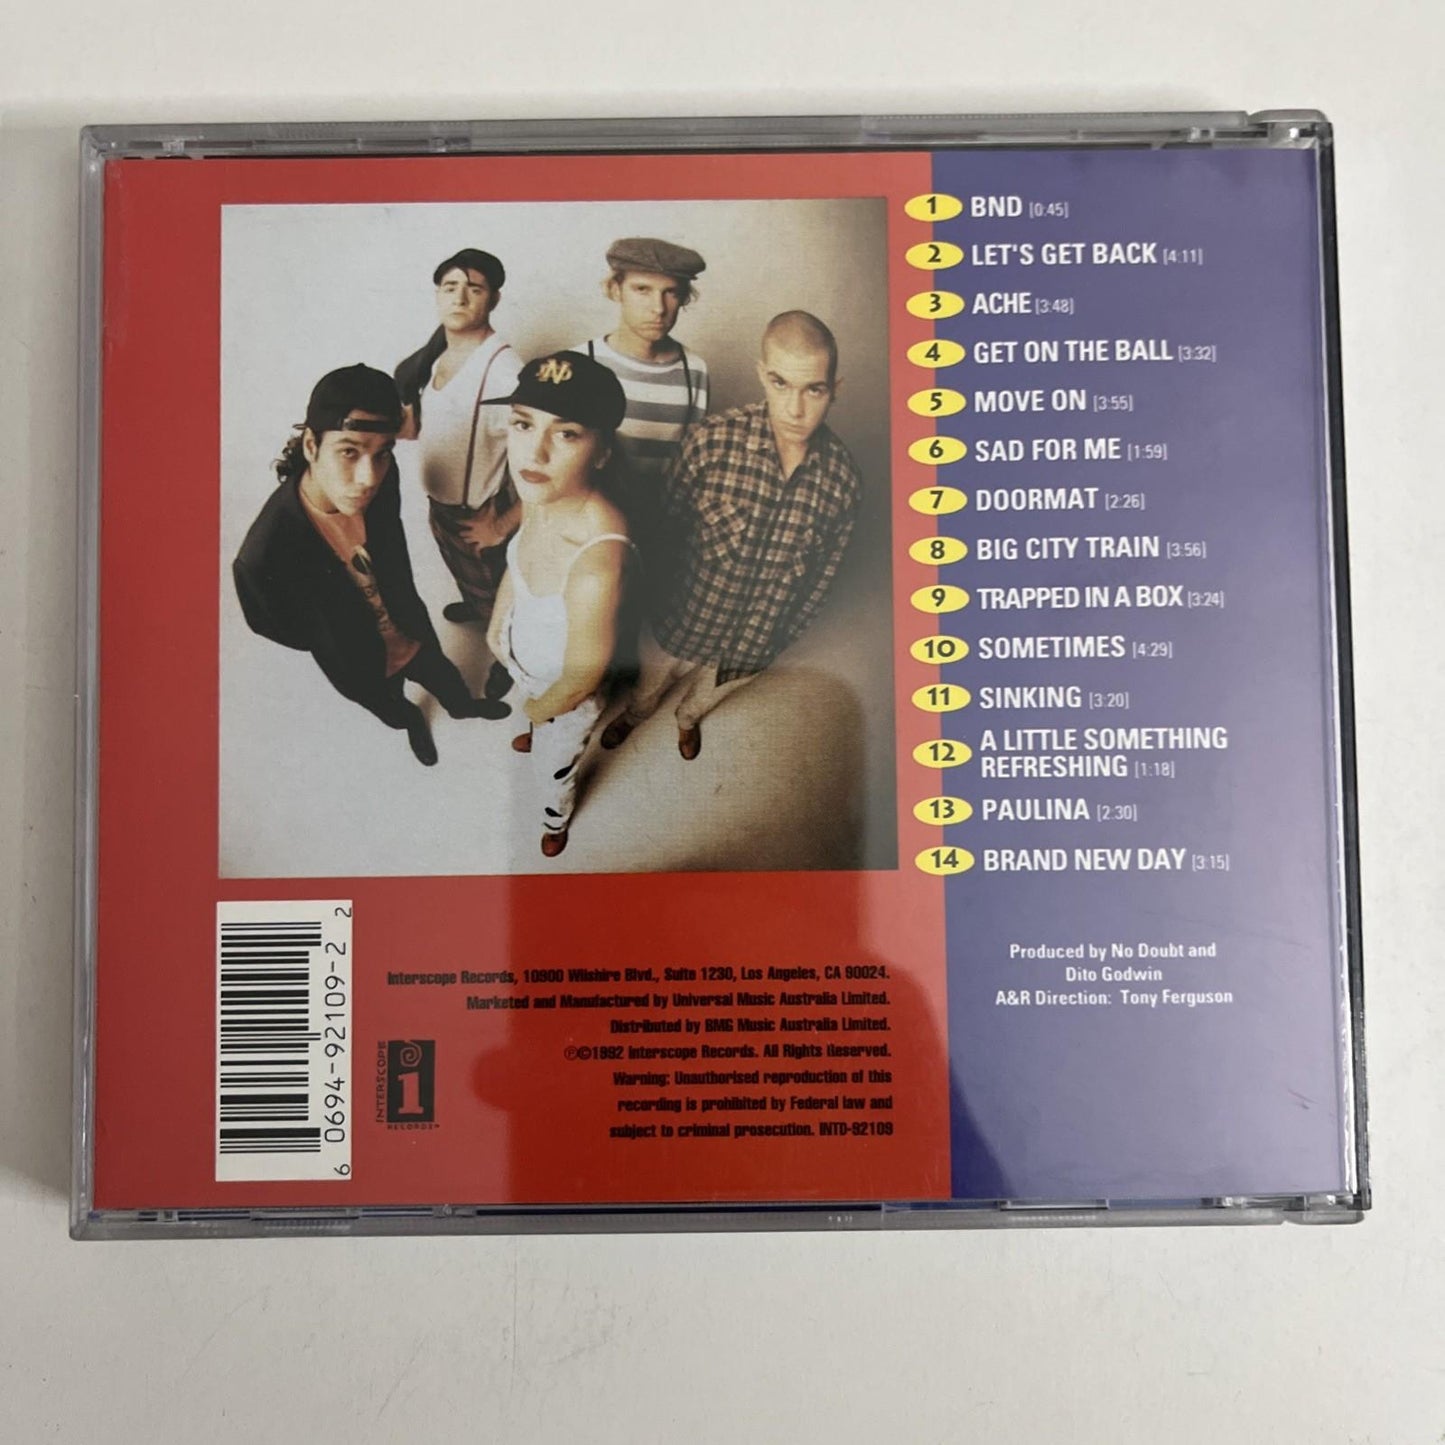 1 BND [0:45]
2 LET'S GET BACK [4:11]
3 ACHE [3:48]
4 GET ON THE BALL [3:32]
5 MOVE ON [3:55]
6 SAD FOR ME [1:59]
7 DOORMAT [2:26]
8 BIG CITY TRAIN [3:56]
9 TRAPPED IN A BOX [3:24]
10 SOMETIMES [4:29]
11 SINKING [3:20]
12 A LITTLE SOMETHING
REFRESHING [1:18]
13 PAULINA [2:30]
14 BRAND NEW DAY [3:15]
Produced by No Doubt and
Dito Godwin
A&R Direction: Tony Ferguson
ND
6 0694-92109-2 2
INTERSCOPE
i
RECORDS™
Interscope Records, 10900 Wilshire Blvd., Suite 1230, Los Angeles, CA 90024.
Marketed and Manufactured by Universal Music Australia Limited.
Distributed by BMG Music Australia Limited.
℗©1992 Interscope Records. All Rights Reserved.
Warning: Unauthorised reproduction of this
recording is prohibited by Federal law and
subject to criminal prosecution. INTD-92109